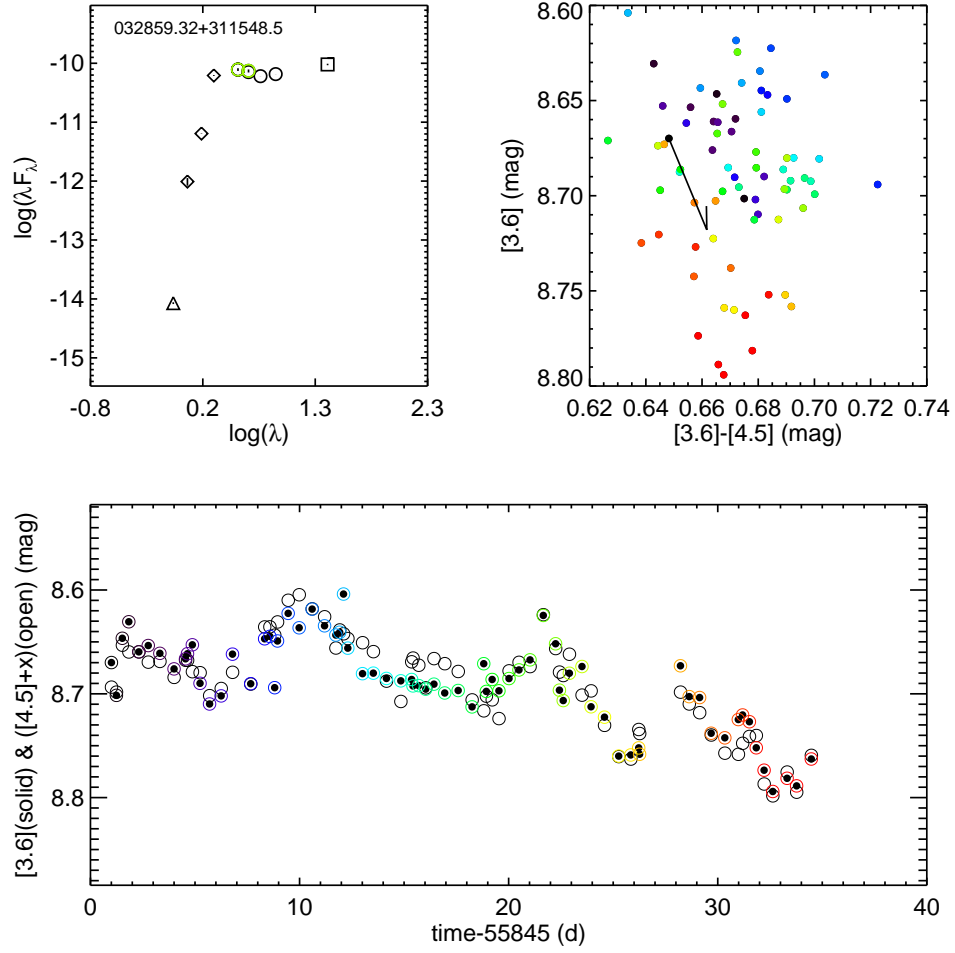 032859.32+311548.5
-10
-11
-12
-13
-14
-15
log(λFλ)
-0.8 0.2 1.3 2.3
log(λ)
8.60
8.65
8.70
8.75
8.80
[3.6] (mag)
0.62 0.64 0.66 0.68 0.70 0.72 0.74
[3.6]-[4.5] (mag)
8.6
8.7
8.8
[3.6](solid) & ([4.5]+x)(open) (mag)
0 10 20 30 40
time-55845 (d)